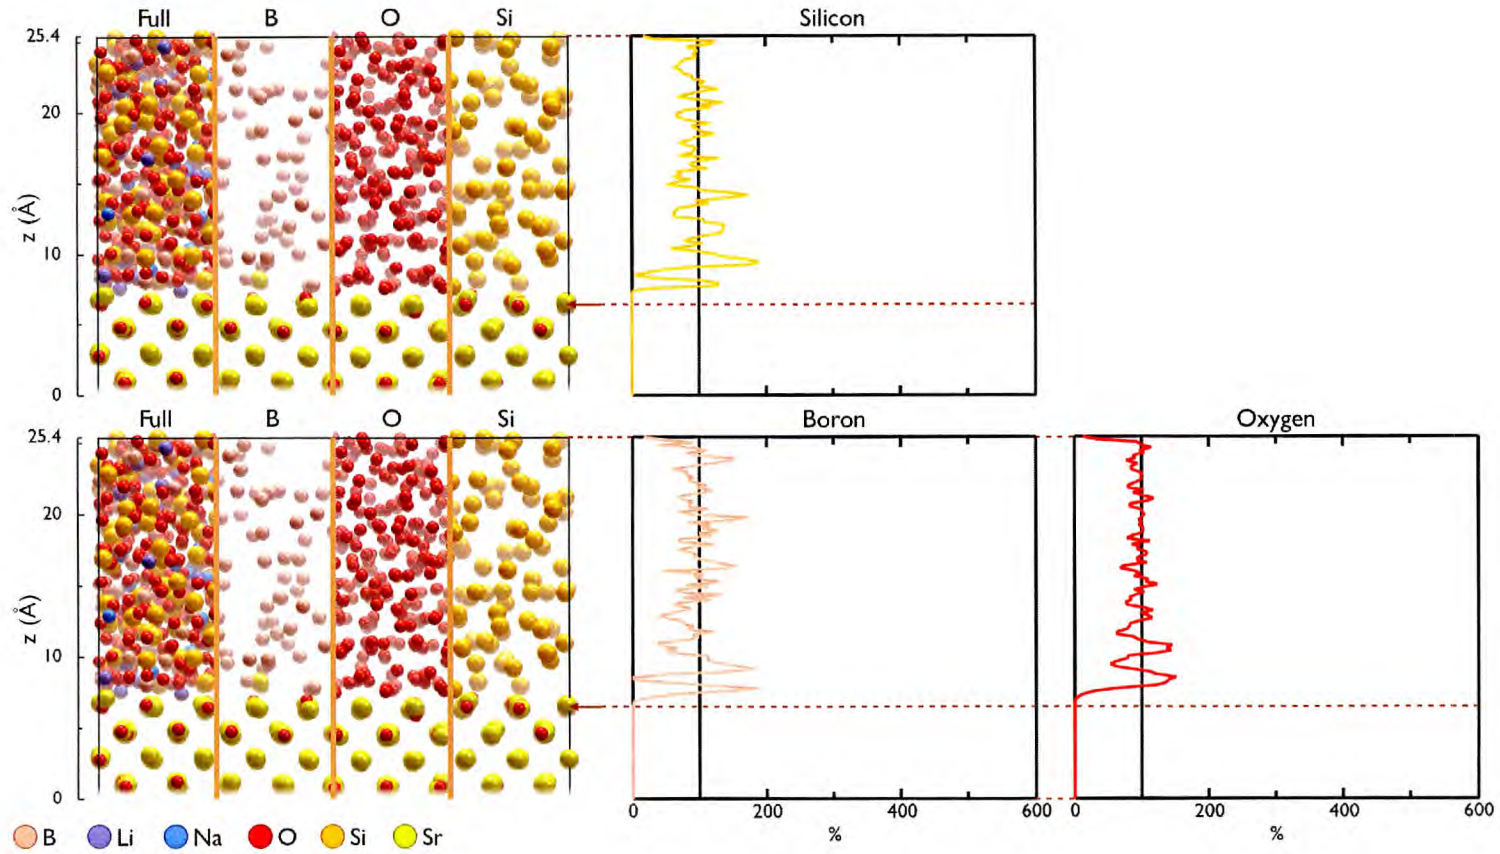 Full B O Si Silicon
25.4
20
z (Å)
10
0
Full B O Si Boron Oxygen
25.4
20
z (Å)
10
0
0 200 400 600 0 200 400 600
% %
B Li Na O Si Sr